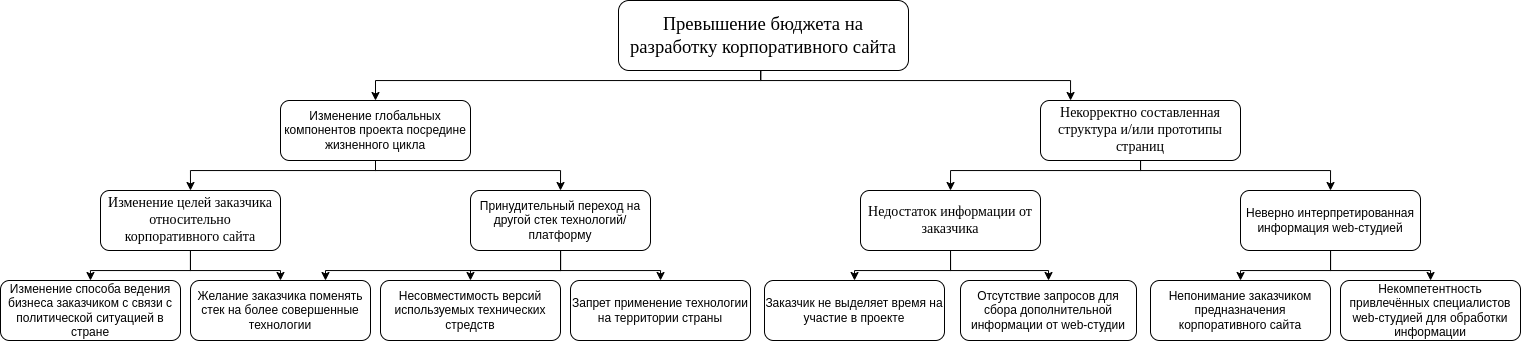 Превышение бюджета на
разработку корпоративного сайта
Изменение глобальных
компонентов проекта посредине
жизненного цикла
Некорректно составленная
структура и/или прототипы
страниц
Изменение целей заказчика
относительно
корпоративного сайта
Принудительный переход на
другой стек технологий/
платформу
Недостаток информации от
заказчика
Неверно интерпретированная
информация web-студией
Изменение способа ведения
бизнеса заказчиком с связи с
политической ситуацией в
стране
Желание заказчика поменять
стек на более совершенные
технологии
Несовместимость версий
используемых технических
стредств
Запрет применение технологии
на территории страны
Заказчик не выделяет время на
участие в проекте
Отсутствие запросов для
сбора дополнительной
информации от web-студии
Непонимание заказчиком
предназначения
корпоративного сайта
Некомпетентность
привлечённых специалистов
web-студией для обработки
информации